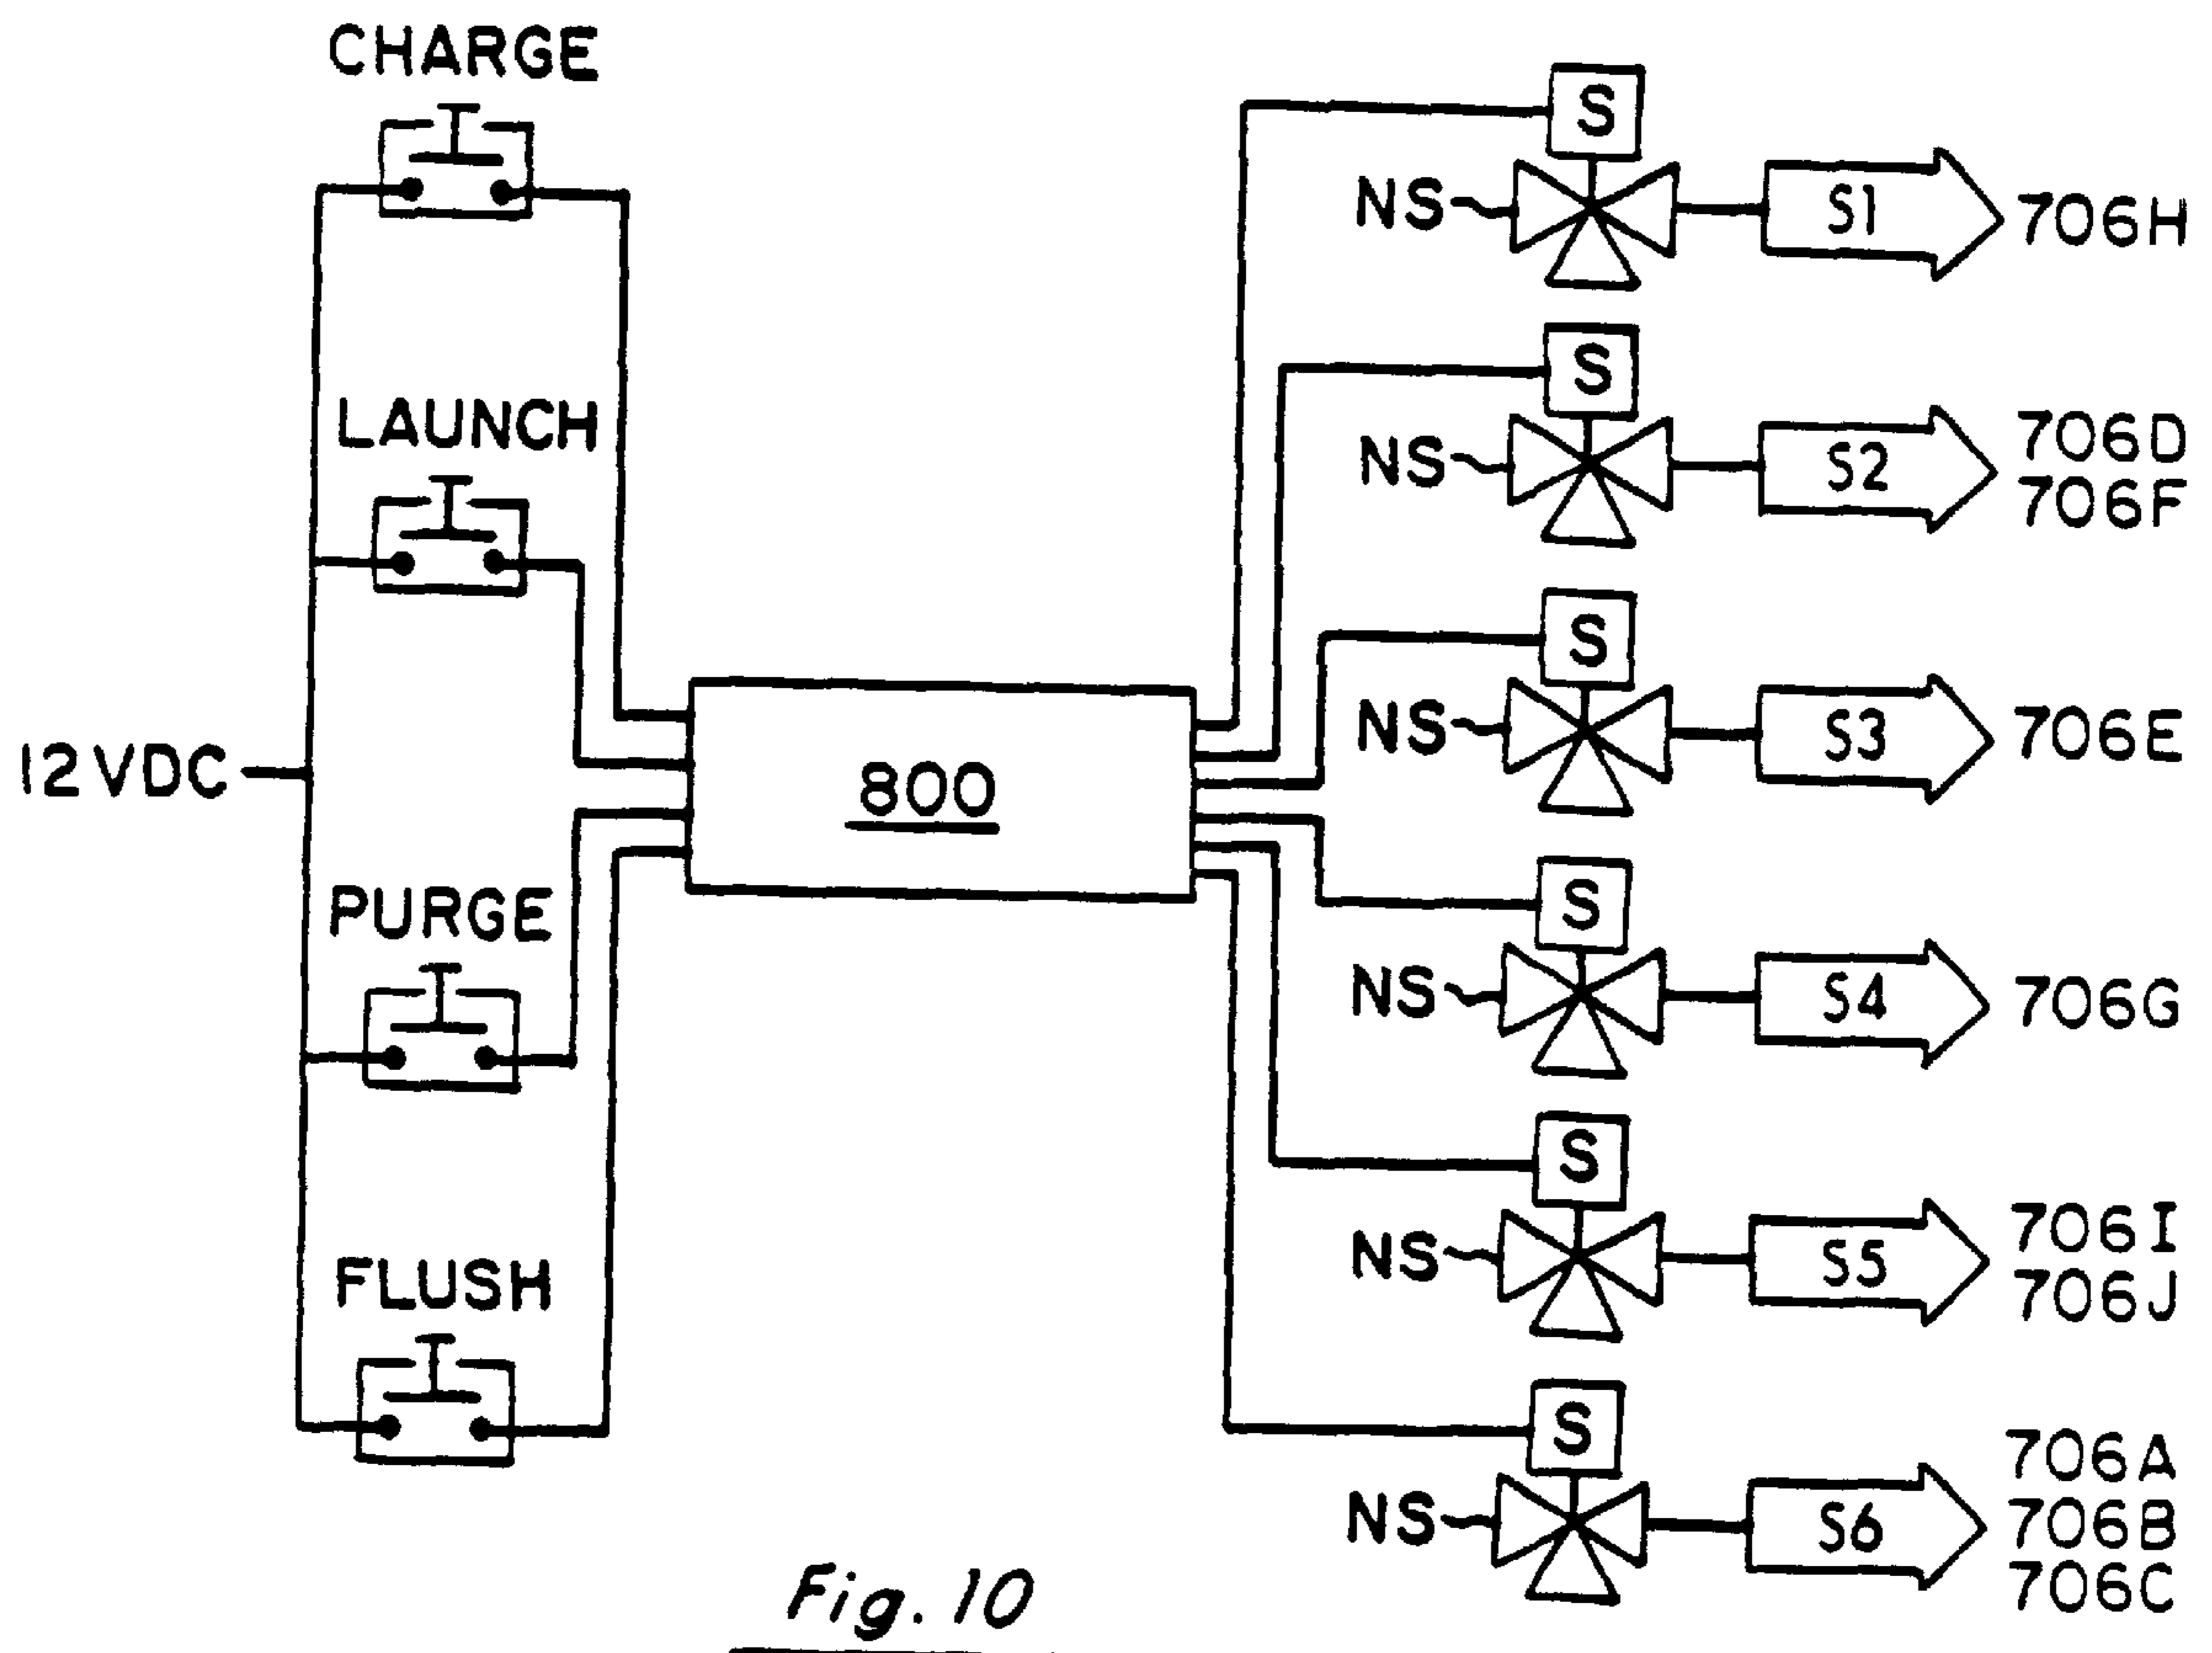 CHARGE
LAUNCH
12VDC
PURGE
FLUSH
800
S
NS
S1
706H
S
NS
S2
706D
706F
S
NS
S3
706E
S
NS
S4
706G
S
NS
S5
706I
706J
S
NS
S6
706A
706B
706C
Fig. 10